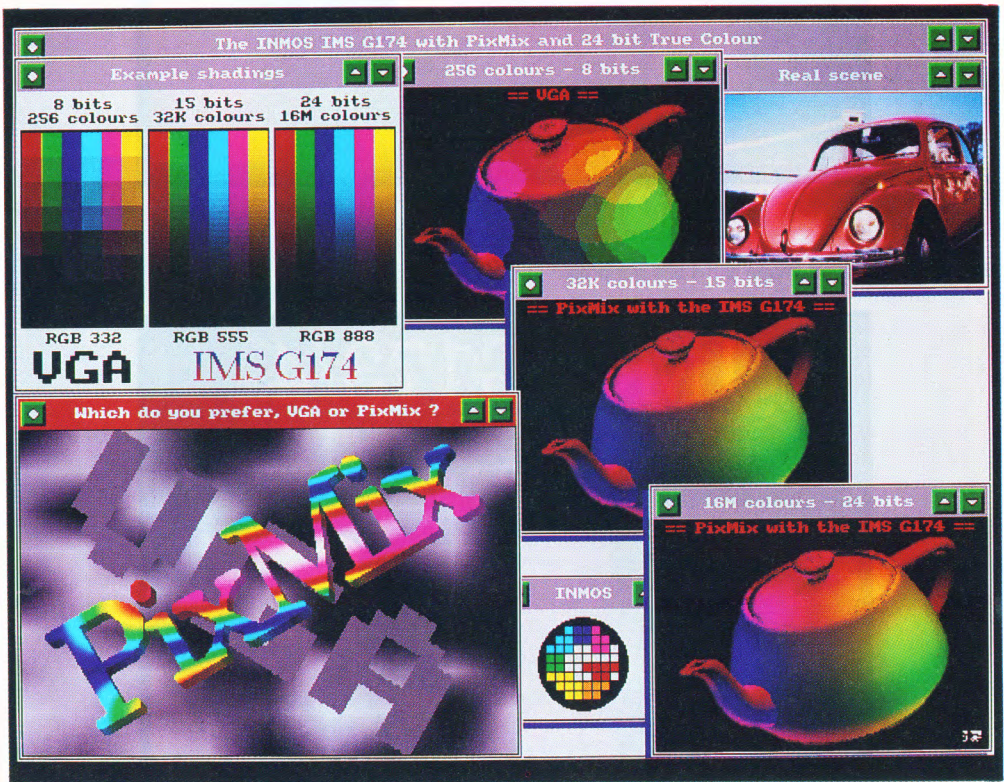 The INMOS IMS G174 with PixMix and 24 bit True Colour
Example shadings
8 bits 15 bits 24 bits
256 colours 32K colours 16M colours
RGB 332 RGB 555 RGB 888
VGA IMS G174
256 colours - 8 bits
== VGA ==
Real scene
32K colours - 15 bits
== PixMix with the IMS G174 ==
Which do you prefer, VGA or PixMix ?
VGA
PixMix
INMOS
16M colours - 24 bits
== PixMix with the IMS G174 ==